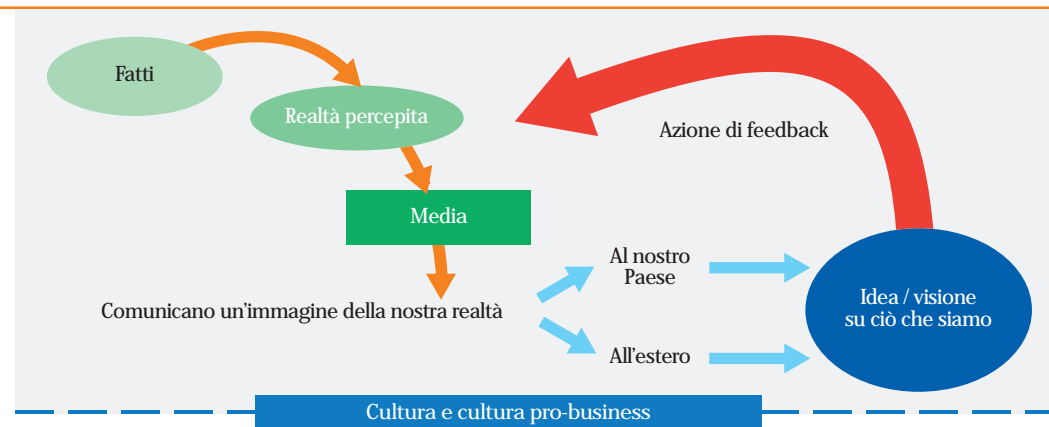 Fatti
Realtà percepita
Azione di feedback
Media
Al nostro
Paese
Comunicano un'immagine della nostra realtà
Idea / visione
su ciò che siamo
All'estero
Cultura e cultura pro-business